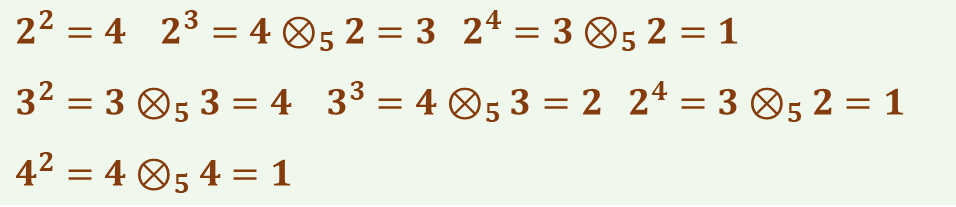 2² = 4 2³ = 4 ⊗₅ 2 = 3 2⁴ = 3 ⊗₅ 2 = 1
3² = 3 ⊗₅ 3 = 4 3³ = 4 ⊗₅ 3 = 2 2⁴ = 3 ⊗₅ 2 = 1
4² = 4 ⊗₅ 4 = 1